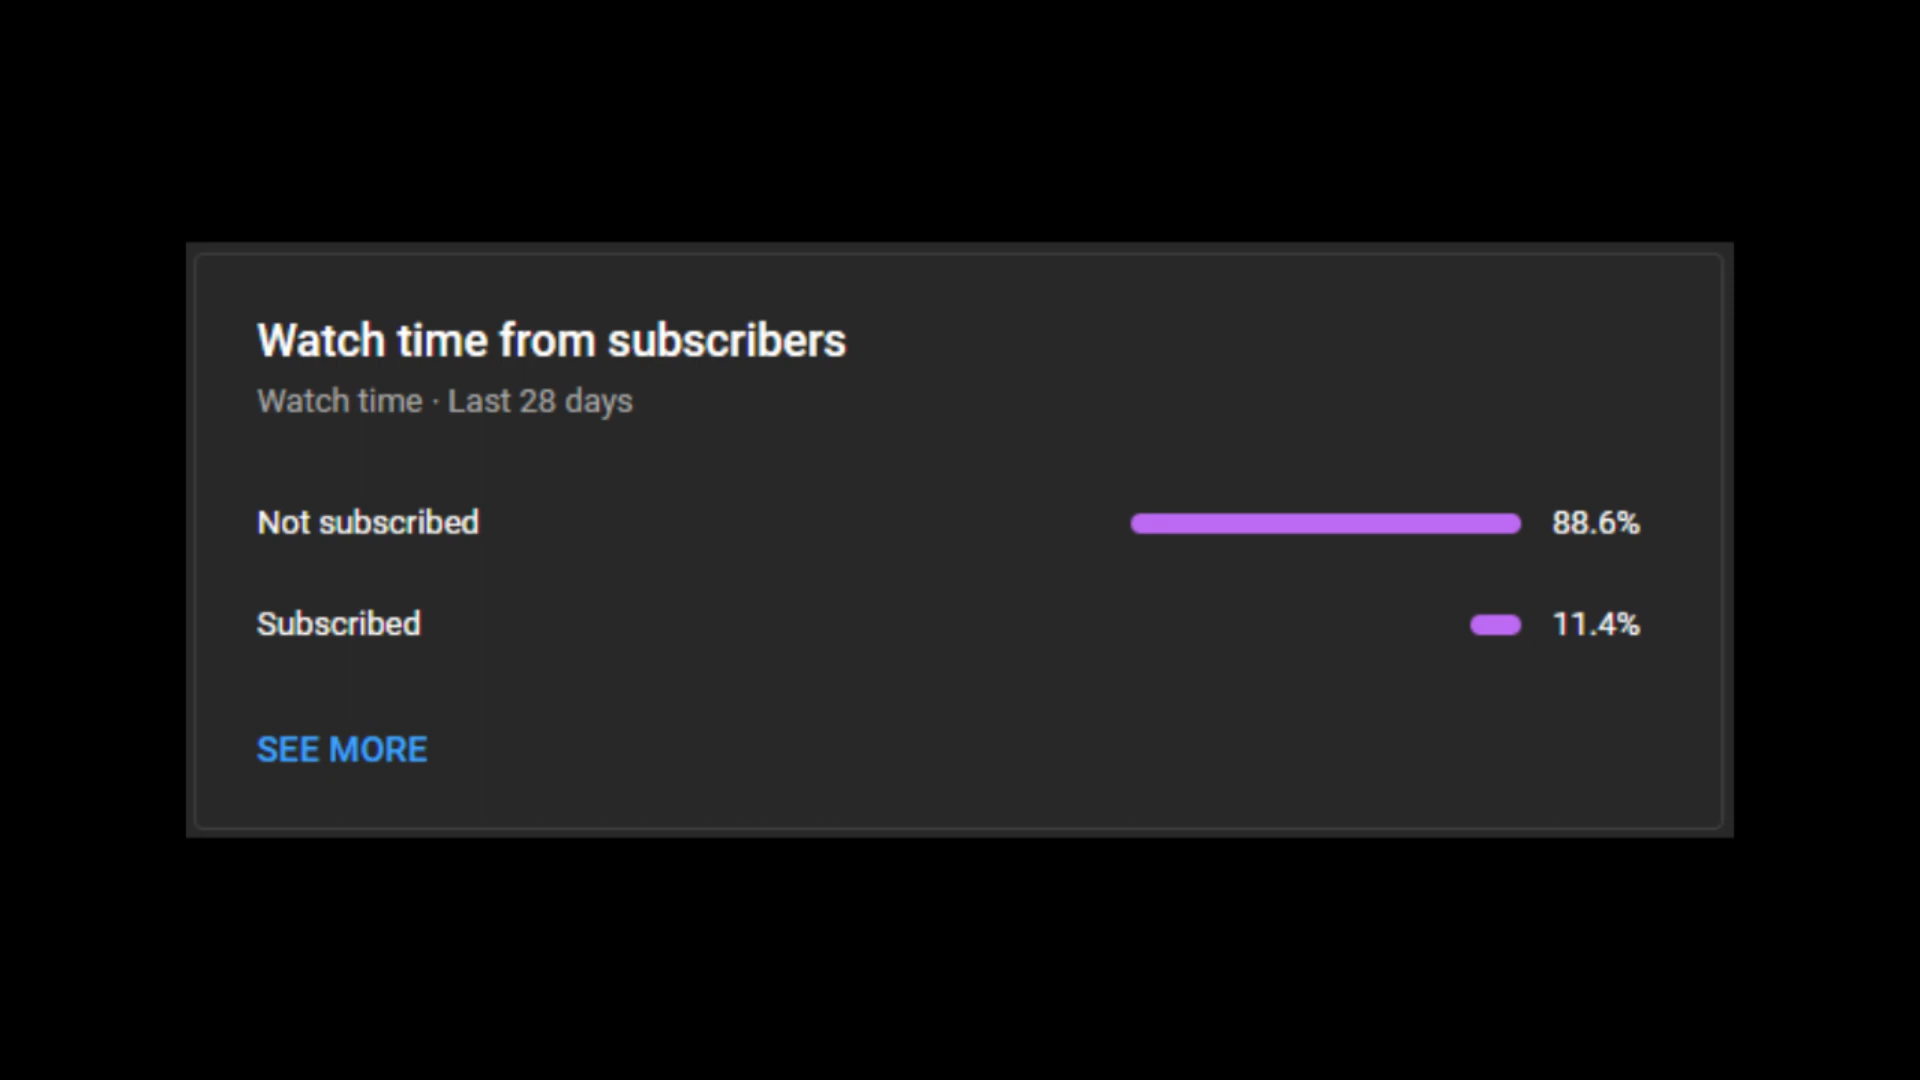 Watch time from subscribers
Watch time · Last 28 days
Not subscribed 88.6%
Subscribed 11.4%
SEE MORE